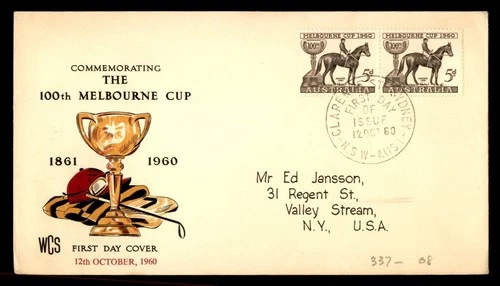 COMMEMORATING
THE
100th MELBOURNE CUP
1861 1960
WCS FIRST DAY COVER
12th OCTOBER, 1960
MELBOURNE CUP 1960
100TH
5d
AUSTRALIA
MELBOURNE CUP 1960
100TH
5d
AUSTRALIA
FIRST DAY
OF
ISSUE
12 OCT 60
N.S.W-AUST
Mr Ed Jansson,
31 Regent St.,
Valley Stream,
N.Y., U.S.A.
337- 08